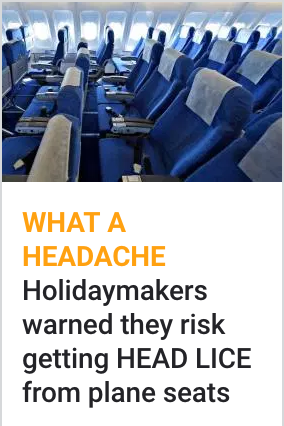 WHAT A
HEADACHE
Holidaymakers
warned they risk
getting HEAD LICE
from plane seats